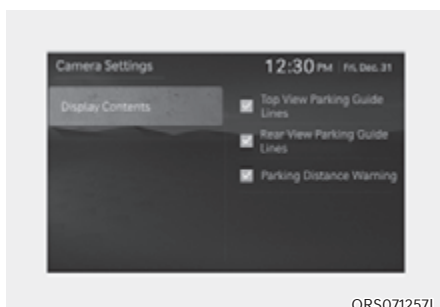 Camera Settings 12:30 PM Fri, Dec. 31
Display Contents
Top View Parking Guide
Lines
Rear View Parking Guide
Lines
Parking Distance Warning
ORS071257L